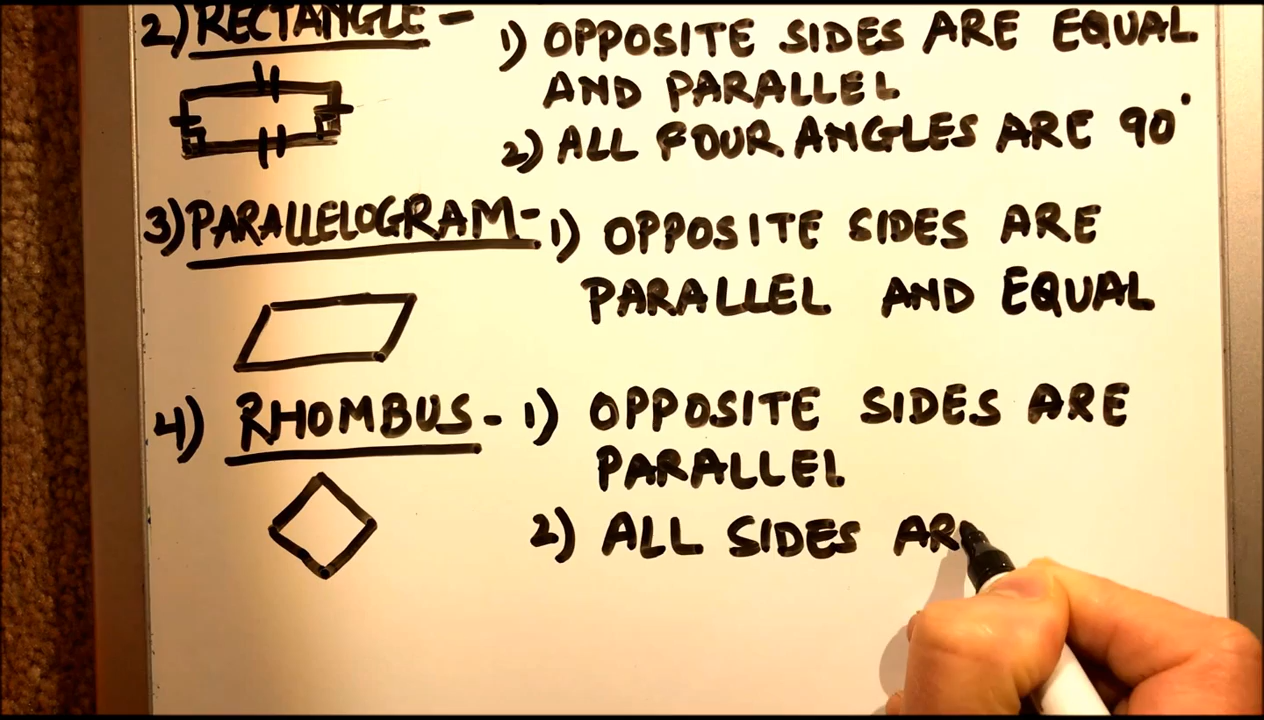 2) RECTANGLE - 1) OPPOSITE SIDES ARE EQUAL
AND PARALLEL
2) ALL FOUR ANGLES ARE 90°
3) PARALLELOGRAM - 1) OPPOSITE SIDES ARE
PARALLEL AND EQUAL
4) RHOMBUS - 1) OPPOSITE SIDES ARE
PARALLEL
2) ALL SIDES AR